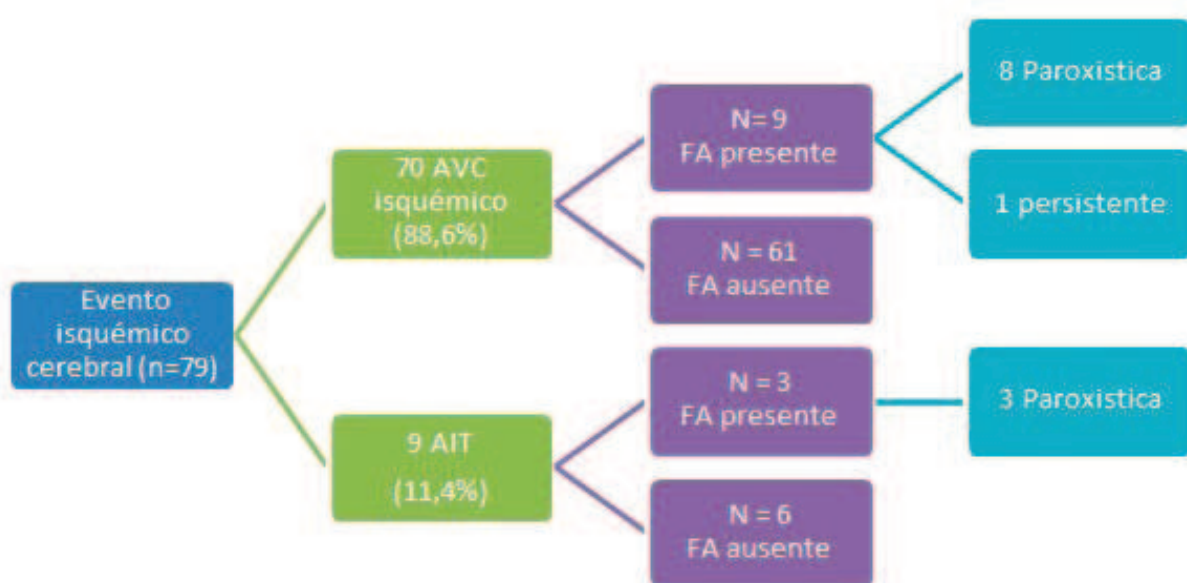 Evento
isquémico
cerebral (n=79)
70 AVC
isquémico
(88,6%)
9 AIT
(11,4%)
N= 9
FA presente
N = 61
FA ausente
N = 3
FA presente
N = 6
FA ausente
8 Paroxistica
1 persistente
3 Paroxistica